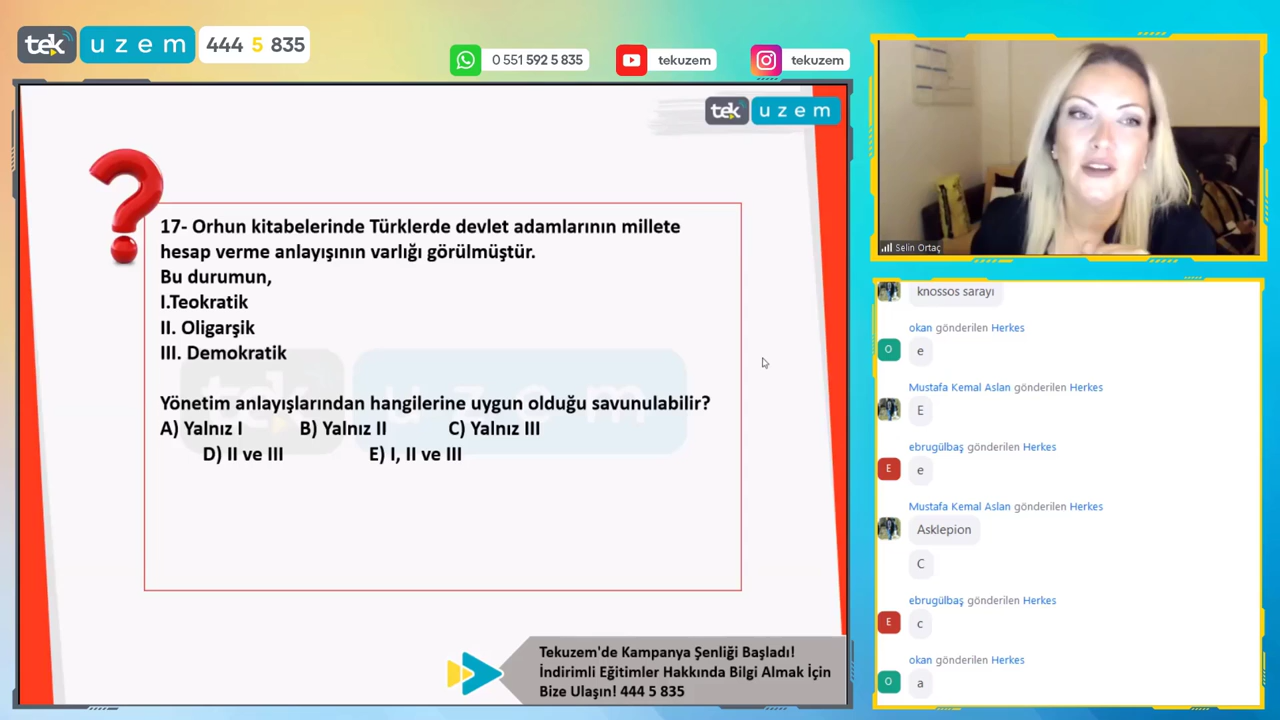 tek uzem 444 5 835
0 551 592 5 835
tekuzem
tekuzem
tek uzem
17- Orhun kitabelerinde Türklerde devlet adamlarının millete
hesap verme anlayışının varlığı görülmüştür.
Bu durumun,
I.Teokratik
II. Oligarşik
III. Demokratik
tek uzem
Yönetim anlayışlarından hangilerine uygun olduğu savunulabilir?
A) Yalnız I B) Yalnız II C) Yalnız III
D) II ve III E) I, II ve III
Tekuzem'de Kampanya Şenliği Başladı!
İndirimli Eğitimler Hakkında Bilgi Almak İçin
Bize Ulaşın! 444 5 835
Selin Ortaç
knossos sarayı
okan gönderilen Herkes
O
e
Mustafa Kemal Aslan gönderilen Herkes
E
ebrugülbaş gönderilen Herkes
E
e
Mustafa Kemal Aslan gönderilen Herkes
Asklepion
C
ebrugülbaş gönderilen Herkes
E
c
okan gönderilen Herkes
O
a